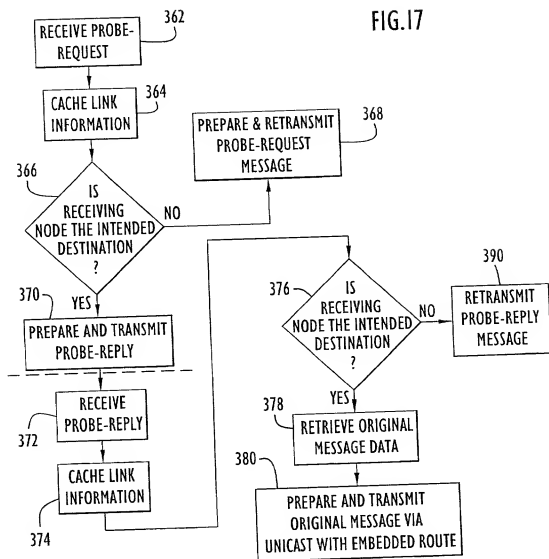 FIG.17
362
RECEIVE PROBE-
REQUEST
364
CACHE LINK
INFORMATION
366
IS
RECEIVING
NODE THE INTENDED
DESTINATION
?
NO
368
PREPARE & RETRANSMIT
PROBE-REQUEST
MESSAGE
YES
370
PREPARE AND TRANSMIT
PROBE-REPLY
372
RECEIVE
PROBE-REPLY
374
CACHE LINK
INFORMATION
376
IS
RECEIVING
NODE THE INTENDED
DESTINATION
?
NO
390
RETRANSMIT
PROBE-REPLY
MESSAGE
YES
378
RETRIEVE ORIGINAL
MESSAGE DATA
380
PREPARE AND TRANSMIT
ORIGINAL MESSAGE VIA
UNICAST WITH EMBEDDED ROUTE